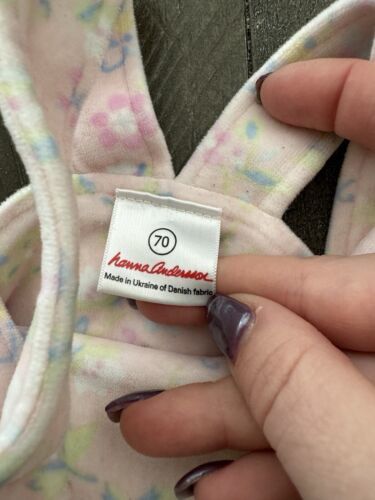 70
hanna Andersson
Made in Ukraine of Danish fabric